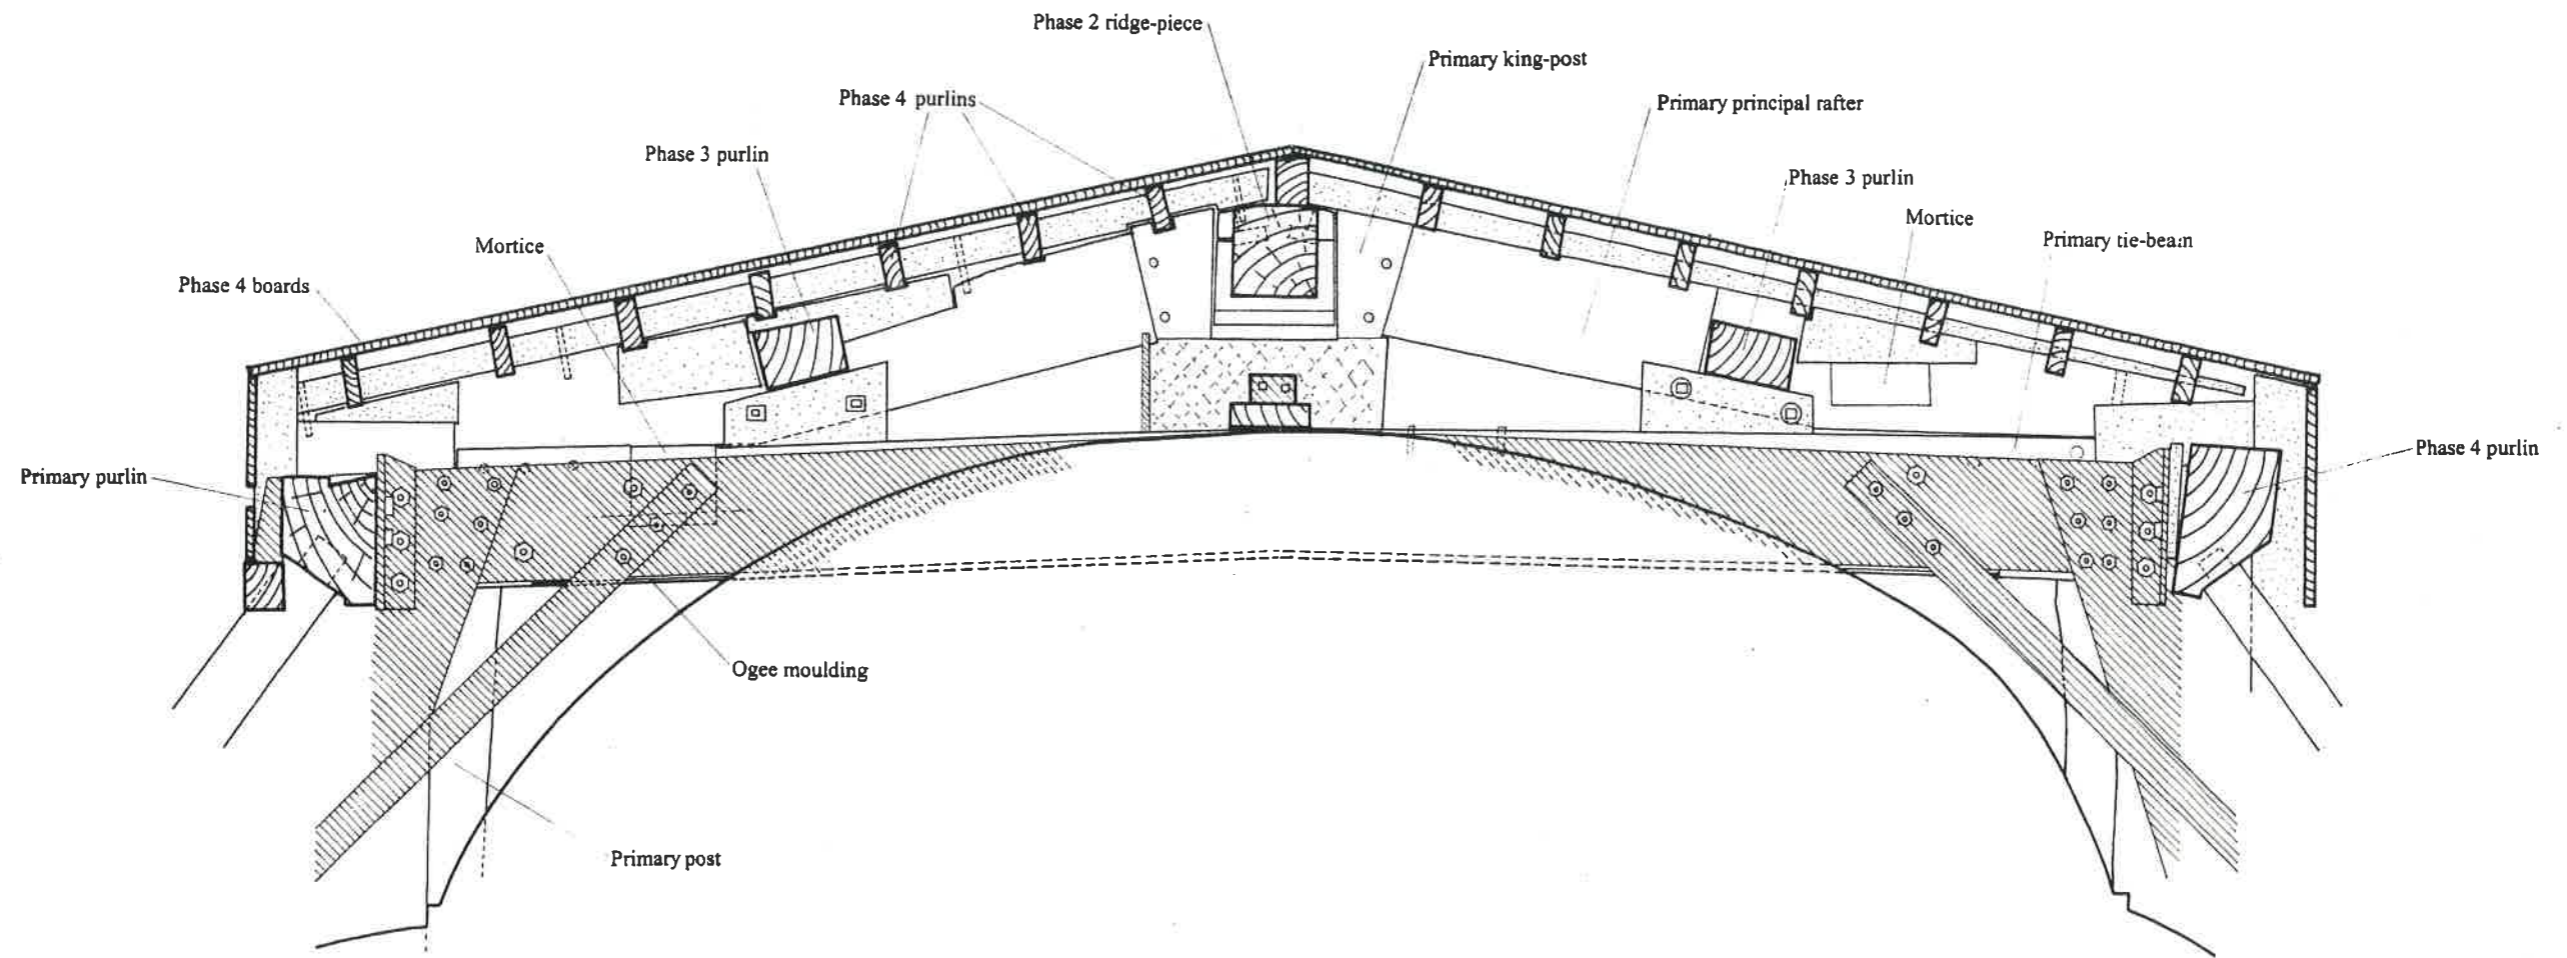 Phase 2 ridge-piece
Primary king-post
Phase 4 purlins
Primary principal rafter
Phase 3 purlin
Phase 3 purlin
Mortice
Mortice
Primary tie-beam
Phase 4 boards
Primary purlin
Phase 4 purlin
Ogee moulding
Primary post